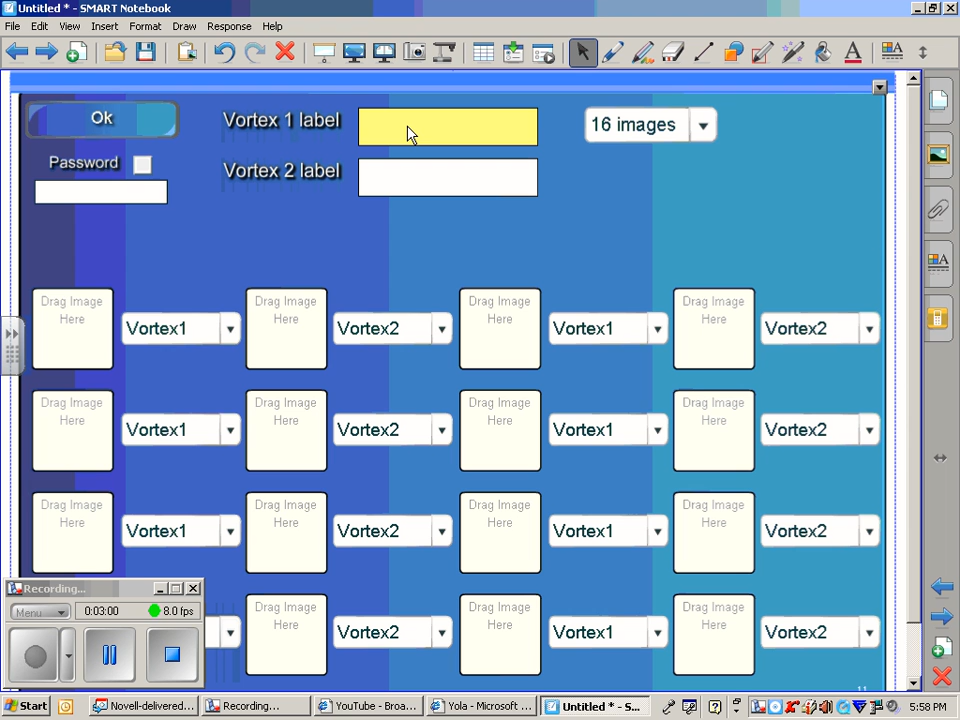 Untitled * - SMART Notebook
File Edit View Insert Format Draw Response Help
Ok
Vortex 1 label
16 images
Password
Vortex 2 label
Drag Image Here
Vortex1
Drag Image Here
Vortex2
Drag Image Here
Vortex1
Drag Image Here
Vortex2
Drag Image Here
Vortex1
Drag Image Here
Vortex2
Drag Image Here
Vortex1
Drag Image Here
Vortex2
Drag Image Here
Vortex1
Drag Image Here
Vortex2
Drag Image Here
Vortex1
Drag Image Here
Vortex2
Recording...
Menu 0:03:00 8.0 fps
Drag Image Here
Vortex2
Drag Image Here
Vortex1
Drag Image Here
Vortex2
Start Novell-delivered... Recording... YouTube - Broa... Yola - Microsoft ... Untitled * - S... 5:58 PM